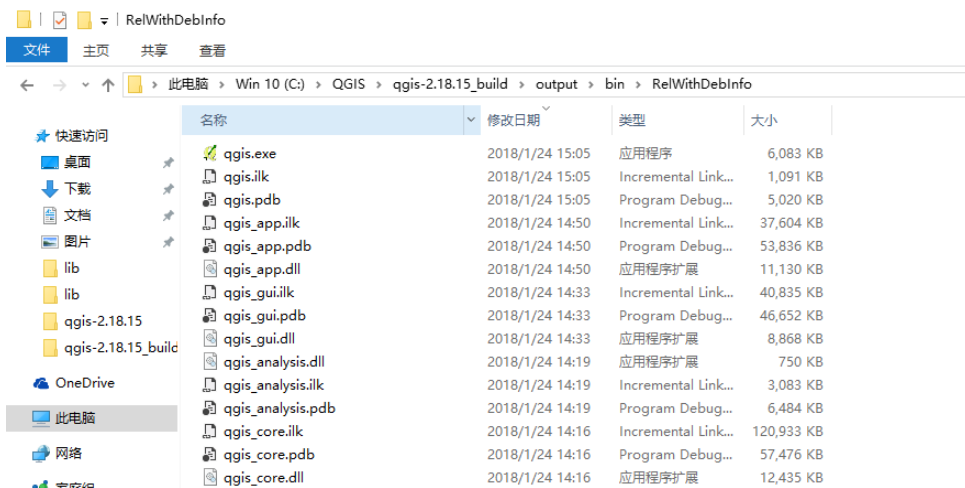 RelWithDebInfo
文件 主页 共享 查看
此电脑 › Win 10 (C:) › QGIS › qgis-2.18.15_build › output › bin › RelWithDebInfo
名称 修改日期 类型 大小
快速访问
桌面
下载
文档
图片
lib
lib
qgis-2.18.15
qgis-2.18.15_build
OneDrive
此电脑
网络
家庭组
qgis.exe 2018/1/24 15:05 应用程序 6,083 KB
qgis.ilk 2018/1/24 15:05 Incremental Link... 1,091 KB
qgis.pdb 2018/1/24 15:05 Program Debug... 5,020 KB
qgis_app.ilk 2018/1/24 14:50 Incremental Link... 37,604 KB
qgis_app.pdb 2018/1/24 14:50 Program Debug... 53,836 KB
qgis_app.dll 2018/1/24 14:50 应用程序扩展 11,130 KB
qgis_gui.ilk 2018/1/24 14:33 Incremental Link... 40,835 KB
qgis_gui.pdb 2018/1/24 14:33 Program Debug... 46,652 KB
qgis_gui.dll 2018/1/24 14:33 应用程序扩展 8,868 KB
qgis_analysis.dll 2018/1/24 14:19 应用程序扩展 750 KB
qgis_analysis.ilk 2018/1/24 14:19 Incremental Link... 3,083 KB
qgis_analysis.pdb 2018/1/24 14:19 Program Debug... 6,484 KB
qgis_core.ilk 2018/1/24 14:16 Incremental Link... 120,933 KB
qgis_core.pdb 2018/1/24 14:16 Program Debug... 57,476 KB
qgis_core.dll 2018/1/24 14:16 应用程序扩展 12,435 KB